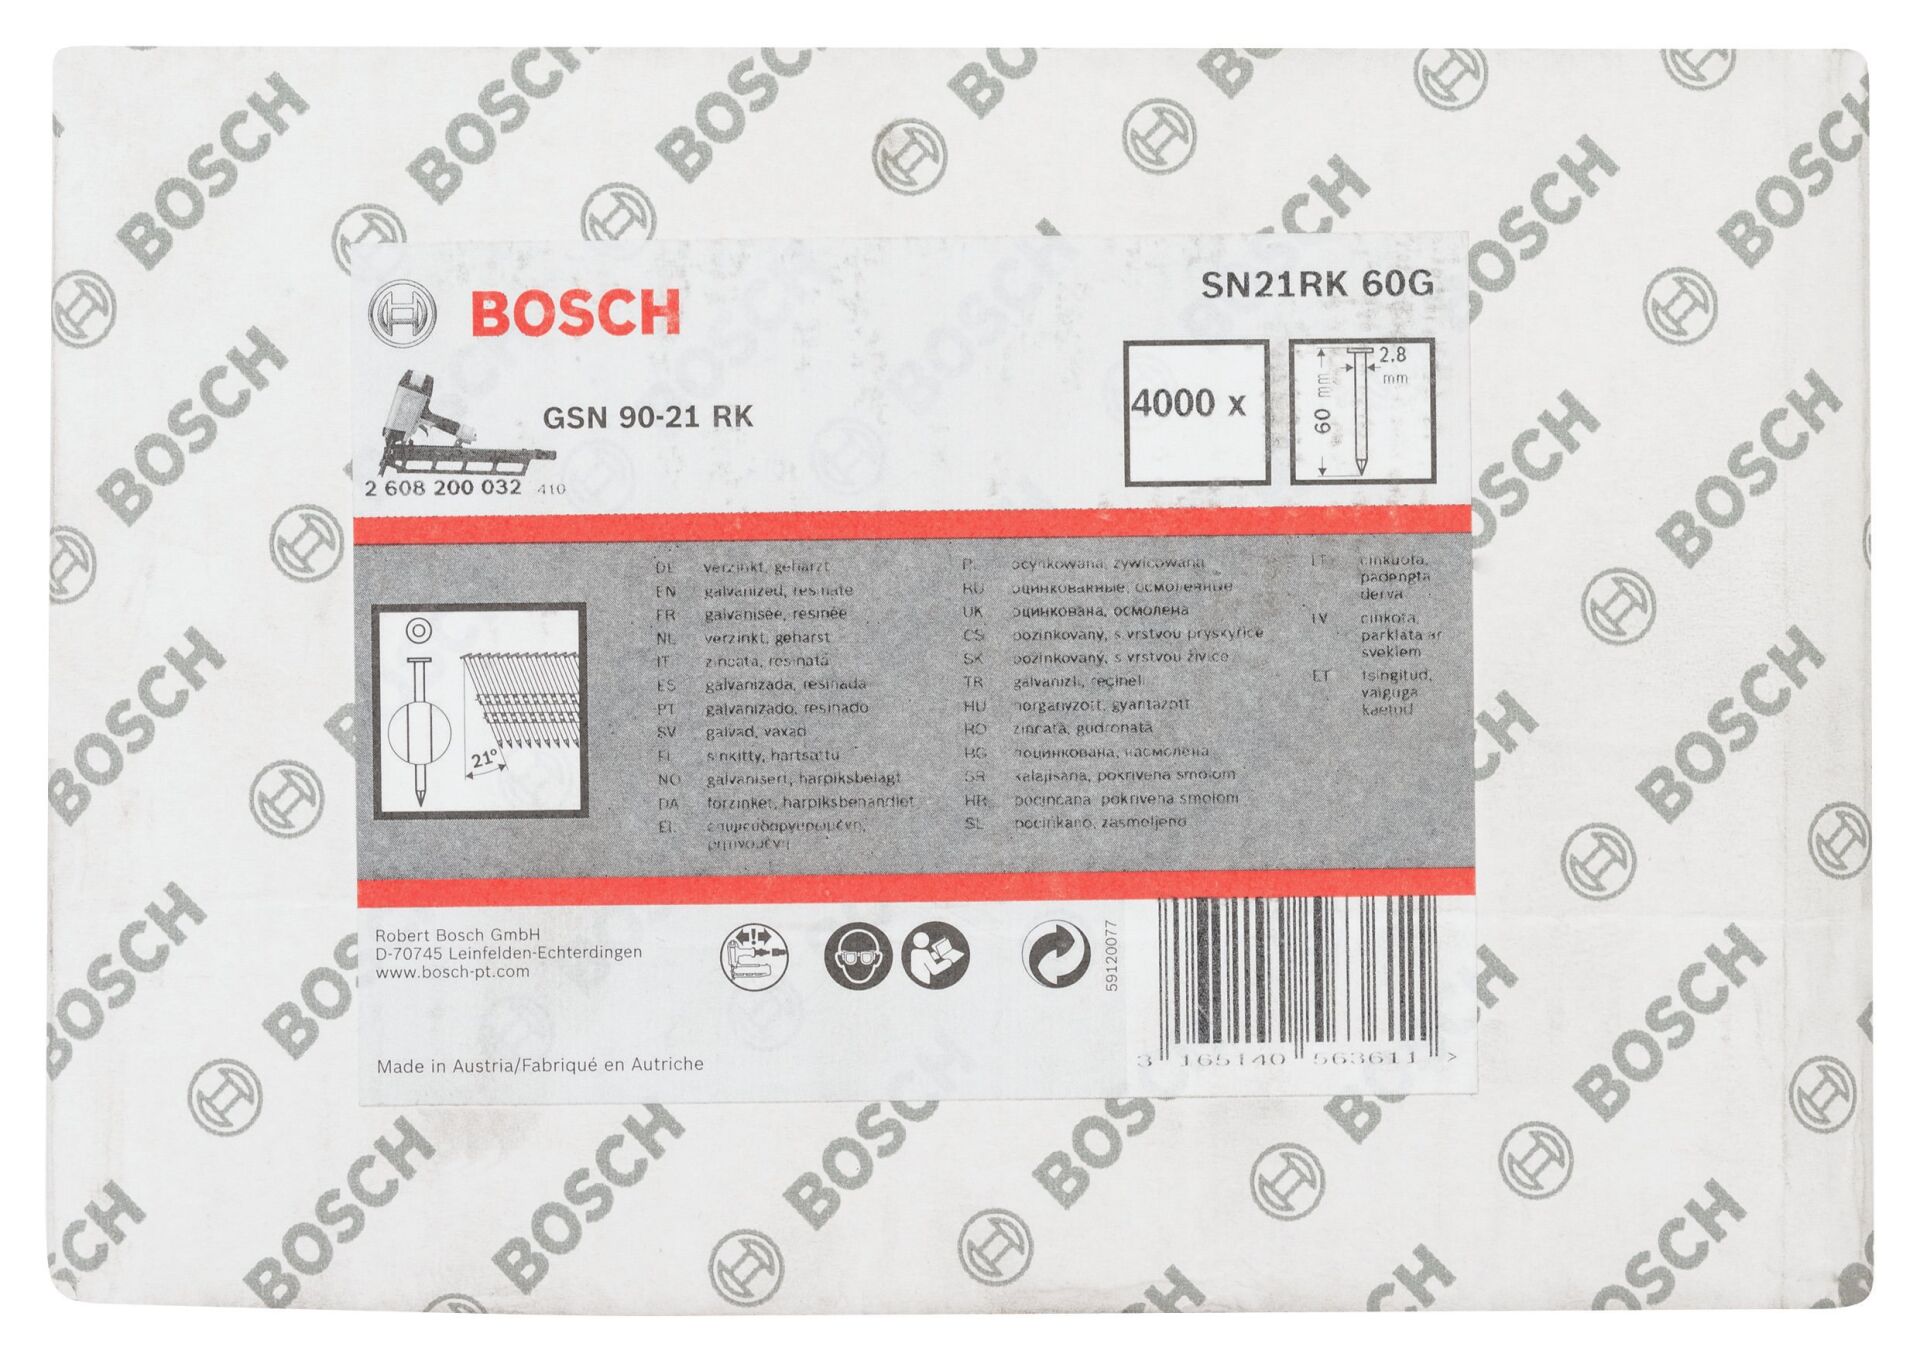 BOSCH
SN21RK 60G
GSN 90-21 RK
4000 x
2.8
mm
60 mm
2 608 200 032 410
DE verzinkt, geharzt
EN galvanized, resinate
FR galvanisée, resinée
NL verzinkt, geharst
IT zincata, resinata
ES galvanizada, resinada
PT galvanizado, resinado
SV galvad, vaxad
FI sinkitty, hartsattu
NO galvanisert, harpiksbelagt
DA forzinket, harpiksbehandlet
EL
PL ocynkowana, żywicowana
RU оцинкованные, осмоленные
UK оцинкована, осмолена
CS pozinkovaný, s vrstvou pryskyřice
SK pozinkovaný, s vrstvou živice
TR galvanizli, reçineli
HU horganyzott, gyantázott
RO zincată, gudronată
BG поцинкована, насмолена
SR kalajisana, pokrivena smolom
HR pocinčana pokrivena smolom
SL pocinkano, zasmoljeno
LT cinkuota,
padengta
derva
LV cinkota,
pārklāta ar
sveķiem
ET tsingitud,
vaiguga
kaetud
21°
Robert Bosch GmbH
D-70745 Leinfelden-Echterdingen
www.bosch-pt.com
Made in Austria/Fabriqué en Autriche
59120077
3 165140 563611 >